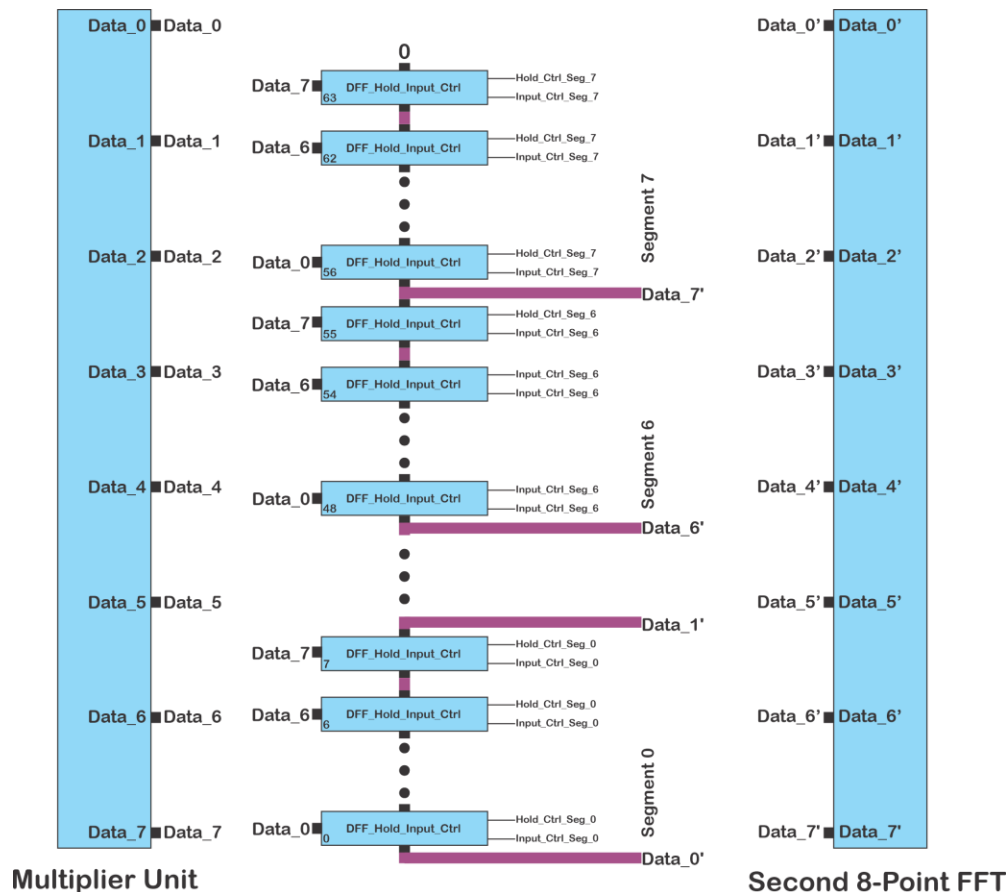 Data_0 Data_0
Data_1 Data_1
Data_2 Data_2
Data_3 Data_3
Data_4 Data_4
Data_5 Data_5
Data_6 Data_6
Data_7 Data_7
Multiplier Unit
0
Data_7 DFF_Hold_Input_Ctrl 63 Hold_Ctrl_Seg_7
Input_Ctrl_Seg_7
Data_6 DFF_Hold_Input_Ctrl 62 Hold_Ctrl_Seg_7
Input_Ctrl_Seg_7
Data_0 DFF_Hold_Input_Ctrl 56 Hold_Ctrl_Seg_7
Input_Ctrl_Seg_7
Segment 7
Data_7'
Data_7 DFF_Hold_Input_Ctrl 55 Hold_Ctrl_Seg_6
Input_Ctrl_Seg_6
Data_6 DFF_Hold_Input_Ctrl 54 Input_Ctrl_Seg_6
Input_Ctrl_Seg_6
Data_0 DFF_Hold_Input_Ctrl 48 Input_Ctrl_Seg_6
Input_Ctrl_Seg_6
Segment 6
Data_6'
Data_1'
Data_7 DFF_Hold_Input_Ctrl 7 Hold_Ctrl_Seg_0
Input_Ctrl_Seg_0
Data_6 DFF_Hold_Input_Ctrl 6 Hold_Ctrl_Seg_0
Input_Ctrl_Seg_0
Data_0 DFF_Hold_Input_Ctrl 0 Hold_Ctrl_Seg_0
Input_Ctrl_Seg_0
Segment 0
Data_0'
Data_0' Data_0'
Data_1' Data_1'
Data_2' Data_2'
Data_3' Data_3'
Data_4' Data_4'
Data_5' Data_5'
Data_6' Data_6'
Data_7' Data_7'
Second 8-Point FFT